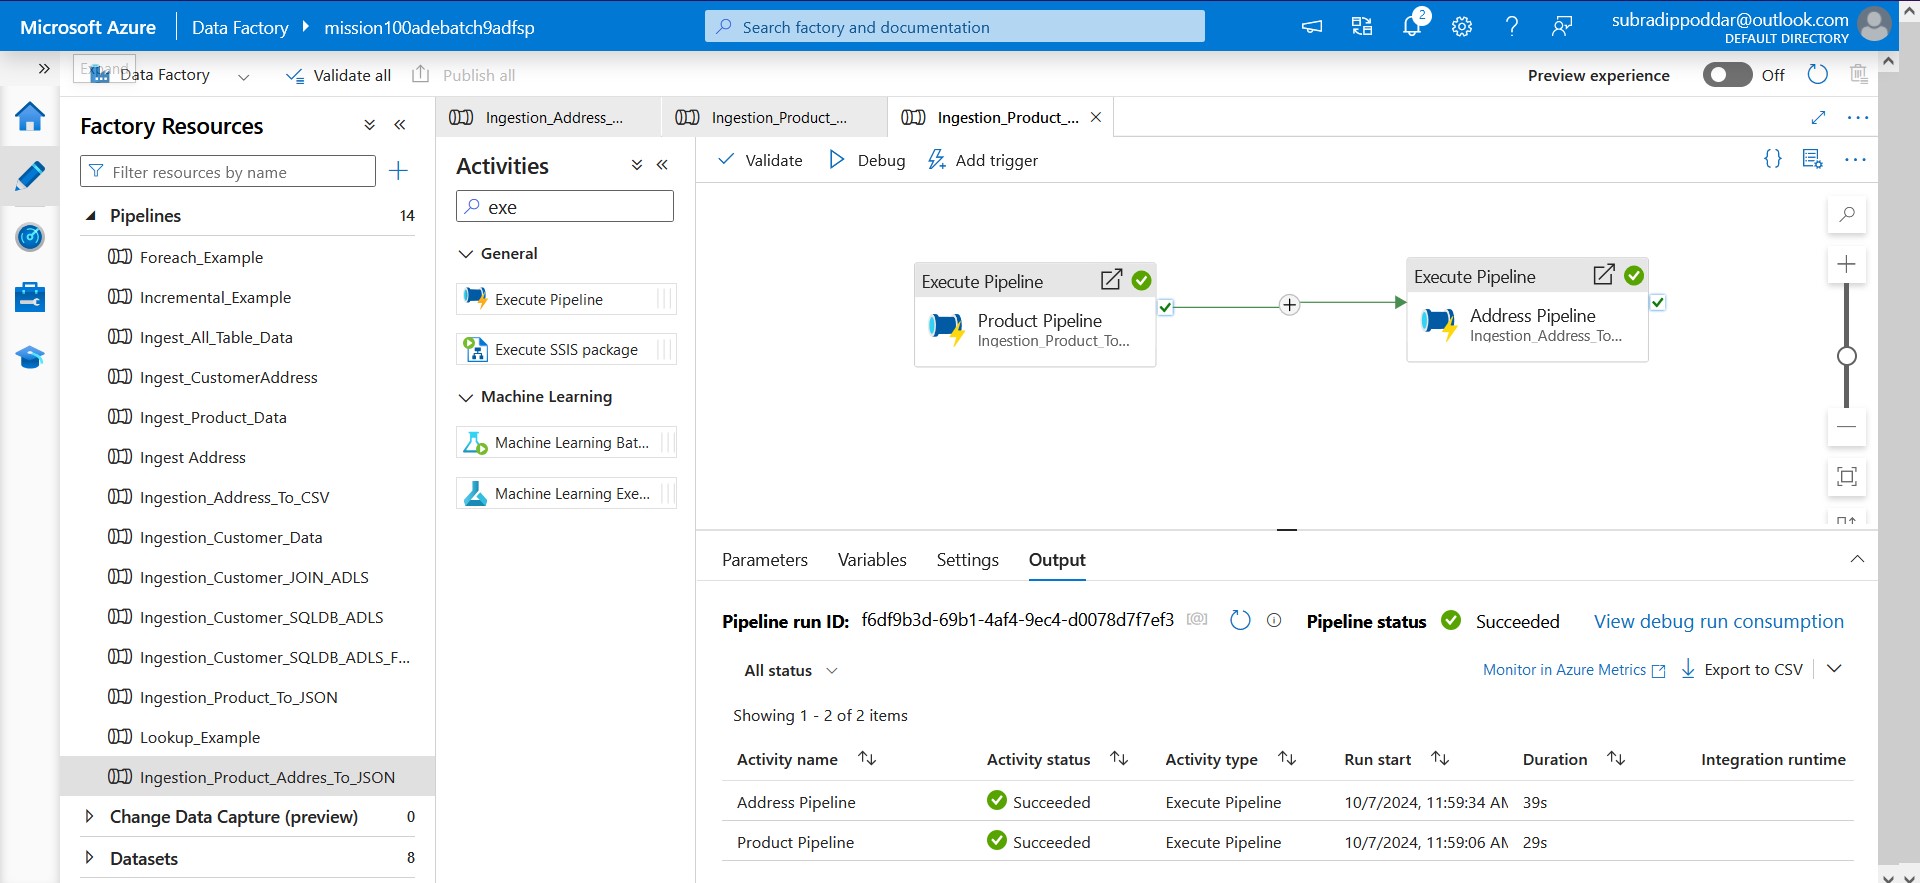 Microsoft Azure
Data Factory
mission100adebatch9adfsp
Search factory and documentation
2
subradippoddar@outlook.com
DEFAULT DIRECTORY
Expand
Data Factory
Validate all
Publish all
Preview experience
Off
Factory Resources
Filter resources by name
Pipelines
14
Foreach_Example
Incremental_Example
Ingest_All_Table_Data
Ingest_CustomerAddress
Ingest_Product_Data
Ingest Address
Ingestion_Address_To_CSV
Ingestion_Customer_Data
Ingestion_Customer_JOIN_ADLS
Ingestion_Customer_SQLDB_ADLS
Ingestion_Customer_SQLDB_ADLS_F...
Ingestion_Product_To_JSON
Lookup_Example
Ingestion_Product_Addres_To_JSON
Change Data Capture (preview)
0
Datasets
8
Ingestion_Address_...
Ingestion_Product_...
Ingestion_Product_...
Activities
exe
General
Execute Pipeline
Execute SSIS package
Machine Learning
Machine Learning Bat...
Machine Learning Exe...
Validate
Debug
Add trigger
Execute Pipeline
Product Pipeline
Ingestion_Product_To...
Execute Pipeline
Address Pipeline
Ingestion_Address_To...
Parameters
Variables
Settings
Output
Pipeline run ID: f6df9b3d-69b1-4af4-9ec4-d0078d7f7ef3
Pipeline status Succeeded
View debug run consumption
All status
Monitor in Azure Metrics
Export to CSV
Showing 1 - 2 of 2 items
Activity name Activity status Activity type Run start Duration Integration runtime
Address Pipeline Succeeded Execute Pipeline 10/7/2024, 11:59:34 AM 39s
Product Pipeline Succeeded Execute Pipeline 10/7/2024, 11:59:06 AM 29s